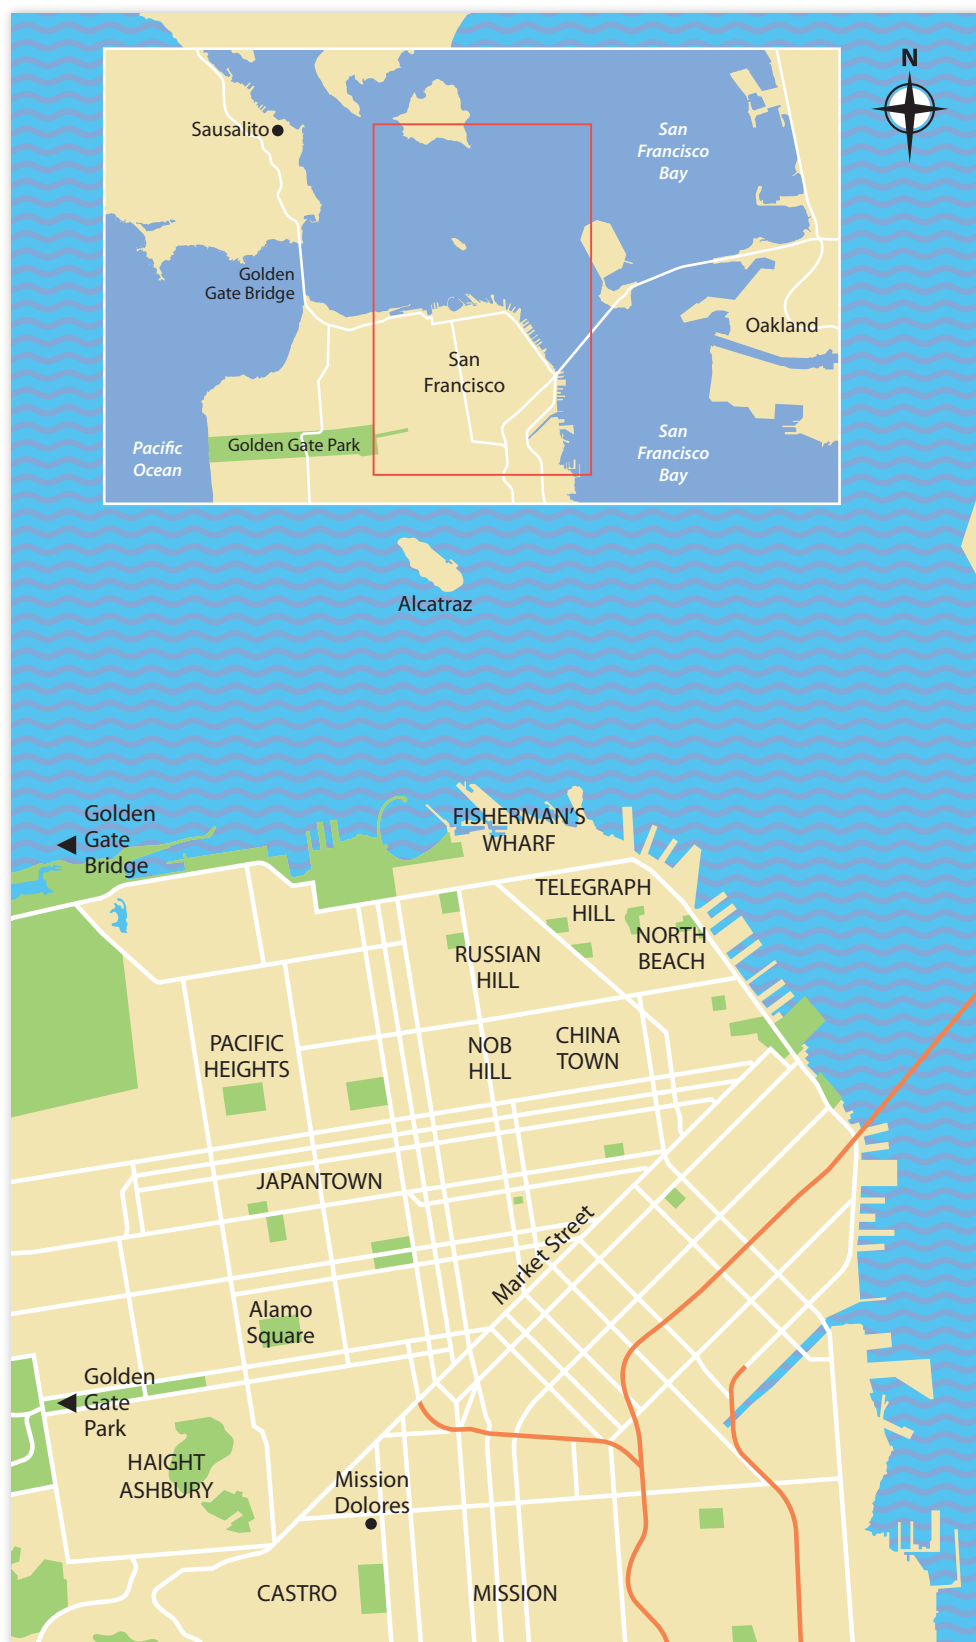 N
Sausalito
San
Francisco
Bay
Golden
Gate Bridge
Oakland
San
Francisco
Golden Gate Park
Pacific
Ocean
San
Francisco
Bay
Alcatraz
Golden
Gate
Bridge
FISHERMAN'S
WHARF
TELEGRAPH
HILL
NORTH
BEACH
RUSSIAN
HILL
PACIFIC
HEIGHTS
NOB
HILL
CHINA
TOWN
JAPANTOWN
Market Street
Alamo
Square
Golden
Gate
Park
HAIGHT
ASHBURY
Mission
Dolores
CASTRO
MISSION